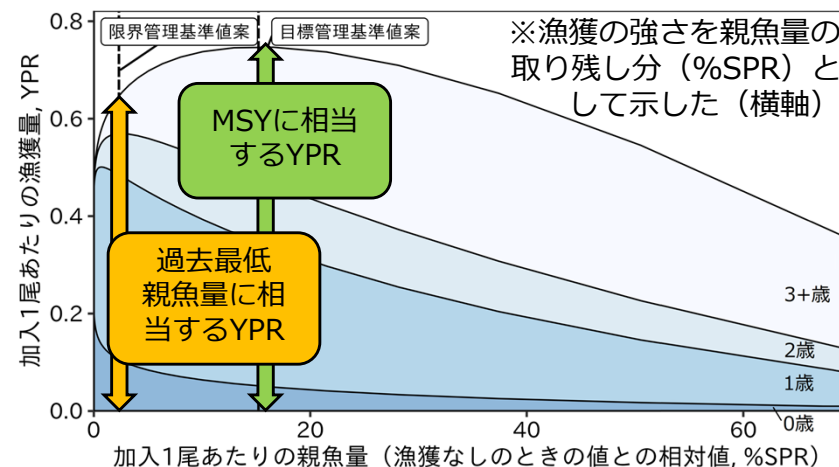 限界管理基準値案
目標管理基準値案
※漁獲の強さを親魚量の
取り残し分（%SPR）と
して示した（横軸）
加入1尾あたりの漁獲量, YPR
0.8
0.6
0.4
0.2
0.0
MSYに相当
するYPR
過去最低
親魚量に相
当するYPR
3+歳
2歳
1歳
0歳
0
20
40
60
加入1尾あたりの親魚量（漁獲なしのときの値との相対値, %SPR）